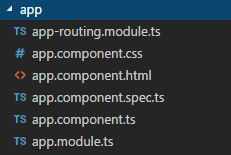 app
TS app-routing.module.ts
# app.component.css
<> app.component.html
TS app.component.spec.ts
TS app.component.ts
TS app.module.ts